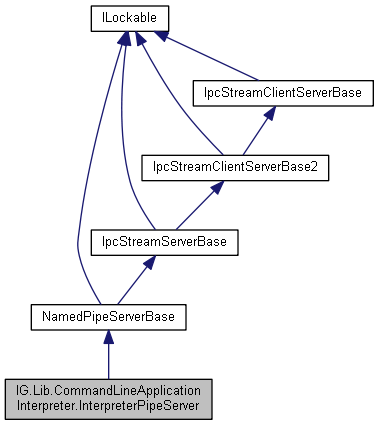 ILockable
IpcStreamClientServerBase
IpcStreamClientServerBase2
IpcStreamServerBase
NamedPipeServerBase
IG.Lib.CommandLineApplication
Interpreter.InterpreterPipeServer